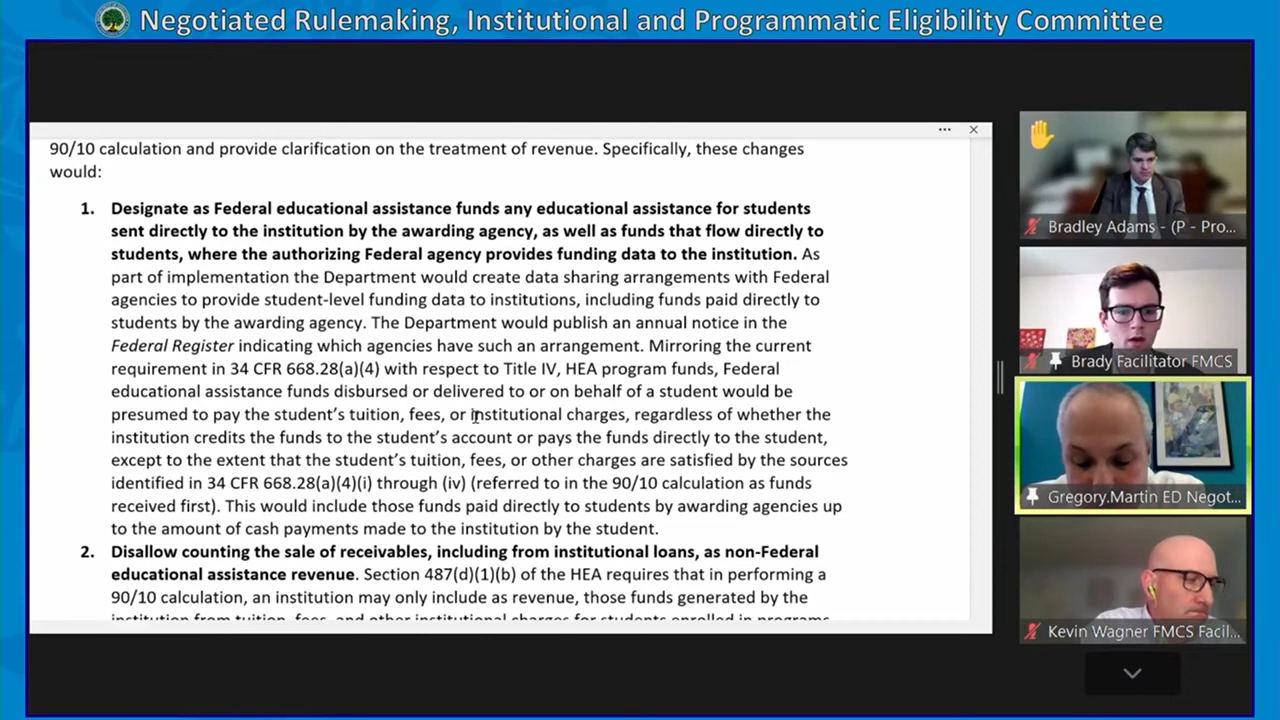 Negotiated Rulemaking, Institutional and Programmatic Eligibility Committee
90/10 calculation and provide clarification on the treatment of revenue. Specifically, these changes
would:
1. Designate as Federal educational assistance funds any educational assistance for students
sent directly to the institution by the awarding agency, as well as funds that flow directly to
students, where the authorizing Federal agency provides funding data to the institution. As
part of implementation the Department would create data sharing arrangements with Federal
agencies to provide student-level funding data to institutions, including funds paid directly to
students by the awarding agency. The Department would publish an annual notice in the
Federal Register indicating which agencies have such an arrangement. Mirroring the current
requirement in 34 CFR 668.28(a)(4) with respect to Title IV, HEA program funds, Federal
educational assistance funds disbursed or delivered to or on behalf of a student would be
presumed to pay the student's tuition, fees, or institutional charges, regardless of whether the
institution credits the funds to the student's account or pays the funds directly to the student,
except to the extent that the student's tuition, fees, or other charges are satisfied by the sources
identified in 34 CFR 668.28(a)(4)(i) through (iv) (referred to in the 90/10 calculation as funds
received first). This would include those funds paid directly to students by awarding agencies up
to the amount of cash payments made to the institution by the student.
2. Disallow counting the sale of receivables, including from institutional loans, as non-Federal
educational assistance revenue. Section 487(d)(1)(b) of the HEA requires that in performing a
90/10 calculation, an institution may only include as revenue, those funds generated by the
institution from tuition, fees, and other institutional charges for students enrolled in programs
Bradley Adams - (P - Pro...
Brady Facilitator FMCS
Gregory.Martin ED Negot...
Kevin Wagner FMCS Facil...